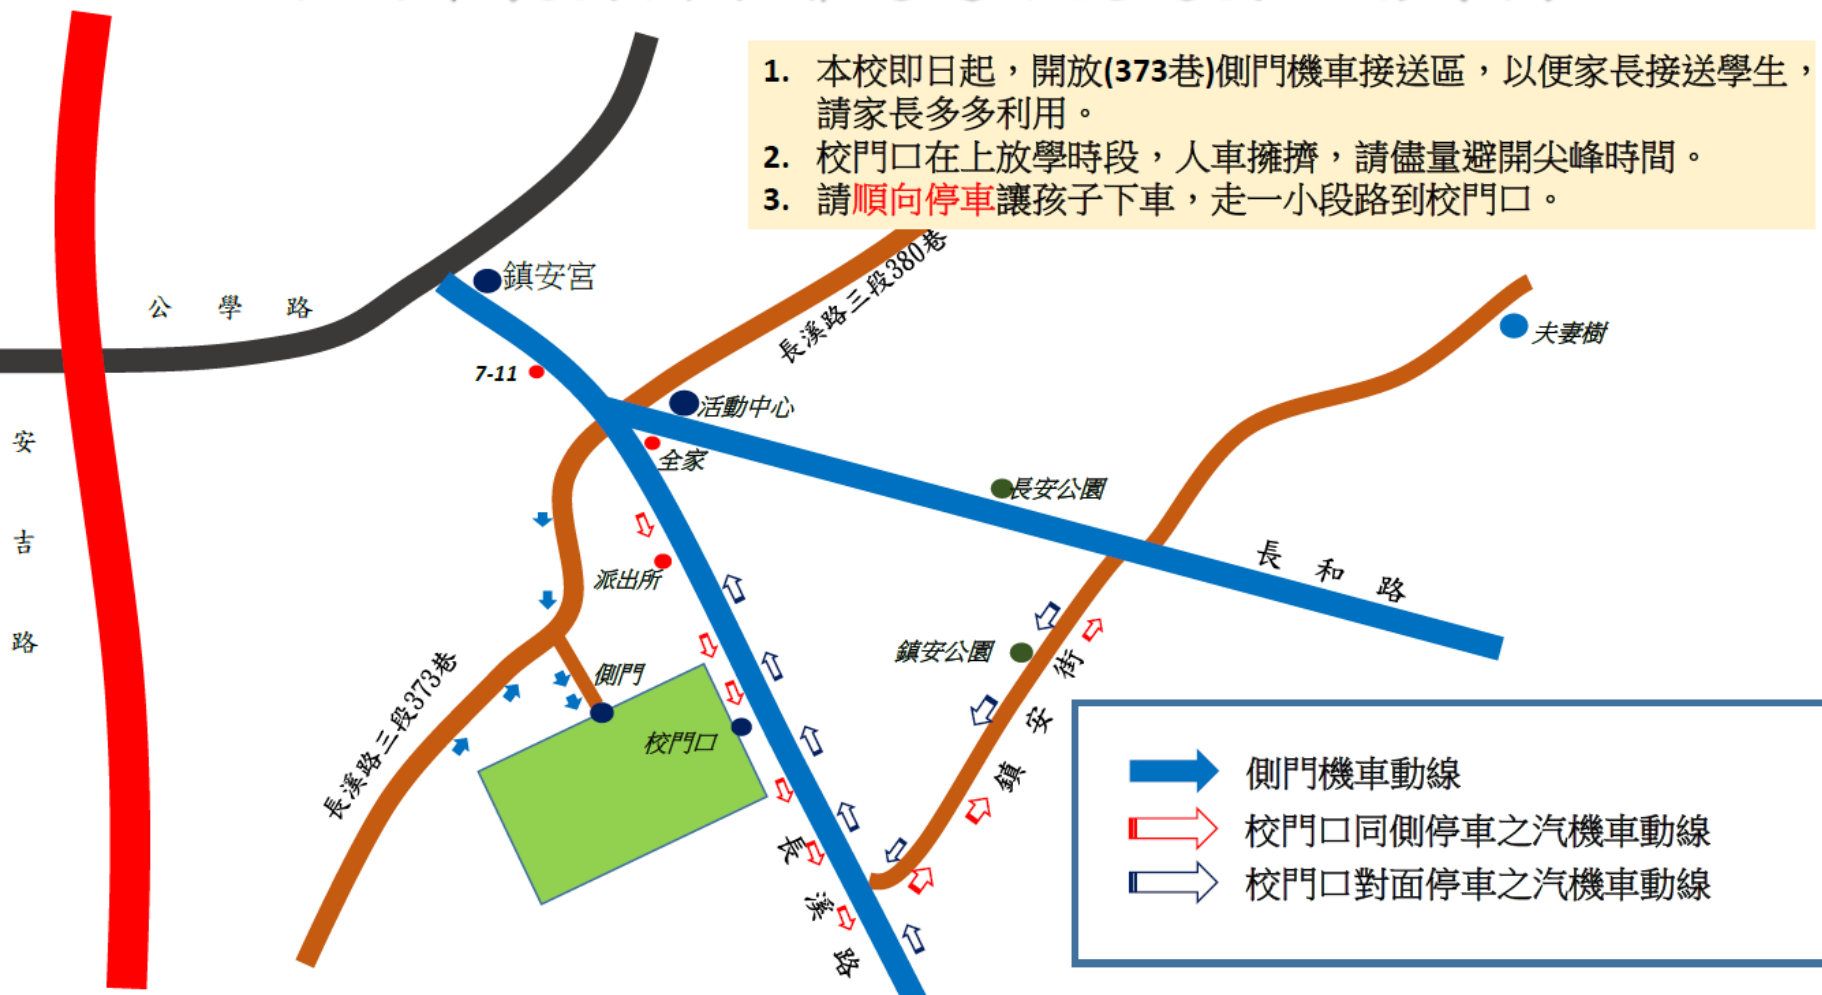 1. 本校即日起，開放(373巷)側門機車接送區，以便家長接送學生，
請家長多多利用。
2. 校門口在上放學時段，人車擁擠，請儘量避開尖峰時間。
3. 請順向停車讓孩子下車，走一小段路到校門口。
長溪路三段380巷
鎮安宮
公學路
夫妻樹
7-11
活動中心
安吉路
全家
長安公園
長和路
派出所
鎮安公園
側門
長溪路三段373巷
鎮安街
校門口
長溪路
側門機車動線
校門口同側停車之汽機車動線
校門口對面停車之汽機車動線